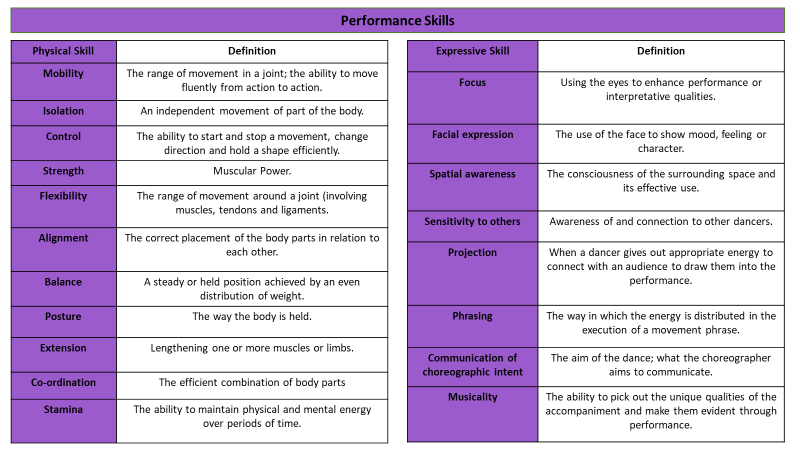 Performance Skills
Physical Skill
Definition
Mobility
The range of movement in a joint; the ability to move
fluently from action to action.
Isolation
An independent movement of part of the body.
Control
The ability to start and stop a movement, change
direction and hold a shape efficiently.
Strength
Muscular Power.
Flexibility
The range of movement around a joint (involving
muscles, tendons and ligaments.
Alignment
The correct placement of the body parts in relation to
each other.
Balance
A steady or held position achieved by an even
distribution of weight.
Posture
The way the body is held.
Extension
Lengthening one or more muscles or limbs.
Co-ordination
The efficient combination of body parts
Stamina
The ability to maintain physical and mental energy
over periods of time.
Expressive Skill
Definition
Focus
Using the eyes to enhance performance or
interpretative qualities.
Facial expression
The use of the face to show mood, feeling or
character.
Spatial awareness
The consciousness of the surrounding space and
its effective use.
Sensitivity to others
Awareness of and connection to other dancers.
Projection
When a dancer gives out appropriate energy to
connect with an audience to draw them into the
performance.
Phrasing
The way in which the energy is distributed in the
execution of a movement phrase.
Communication of
choreographic intent
The aim of the dance; what the choreographer
aims to communicate.
Musicality
The ability to pick out the unique qualities of the
accompaniment and make them evident through
performance.